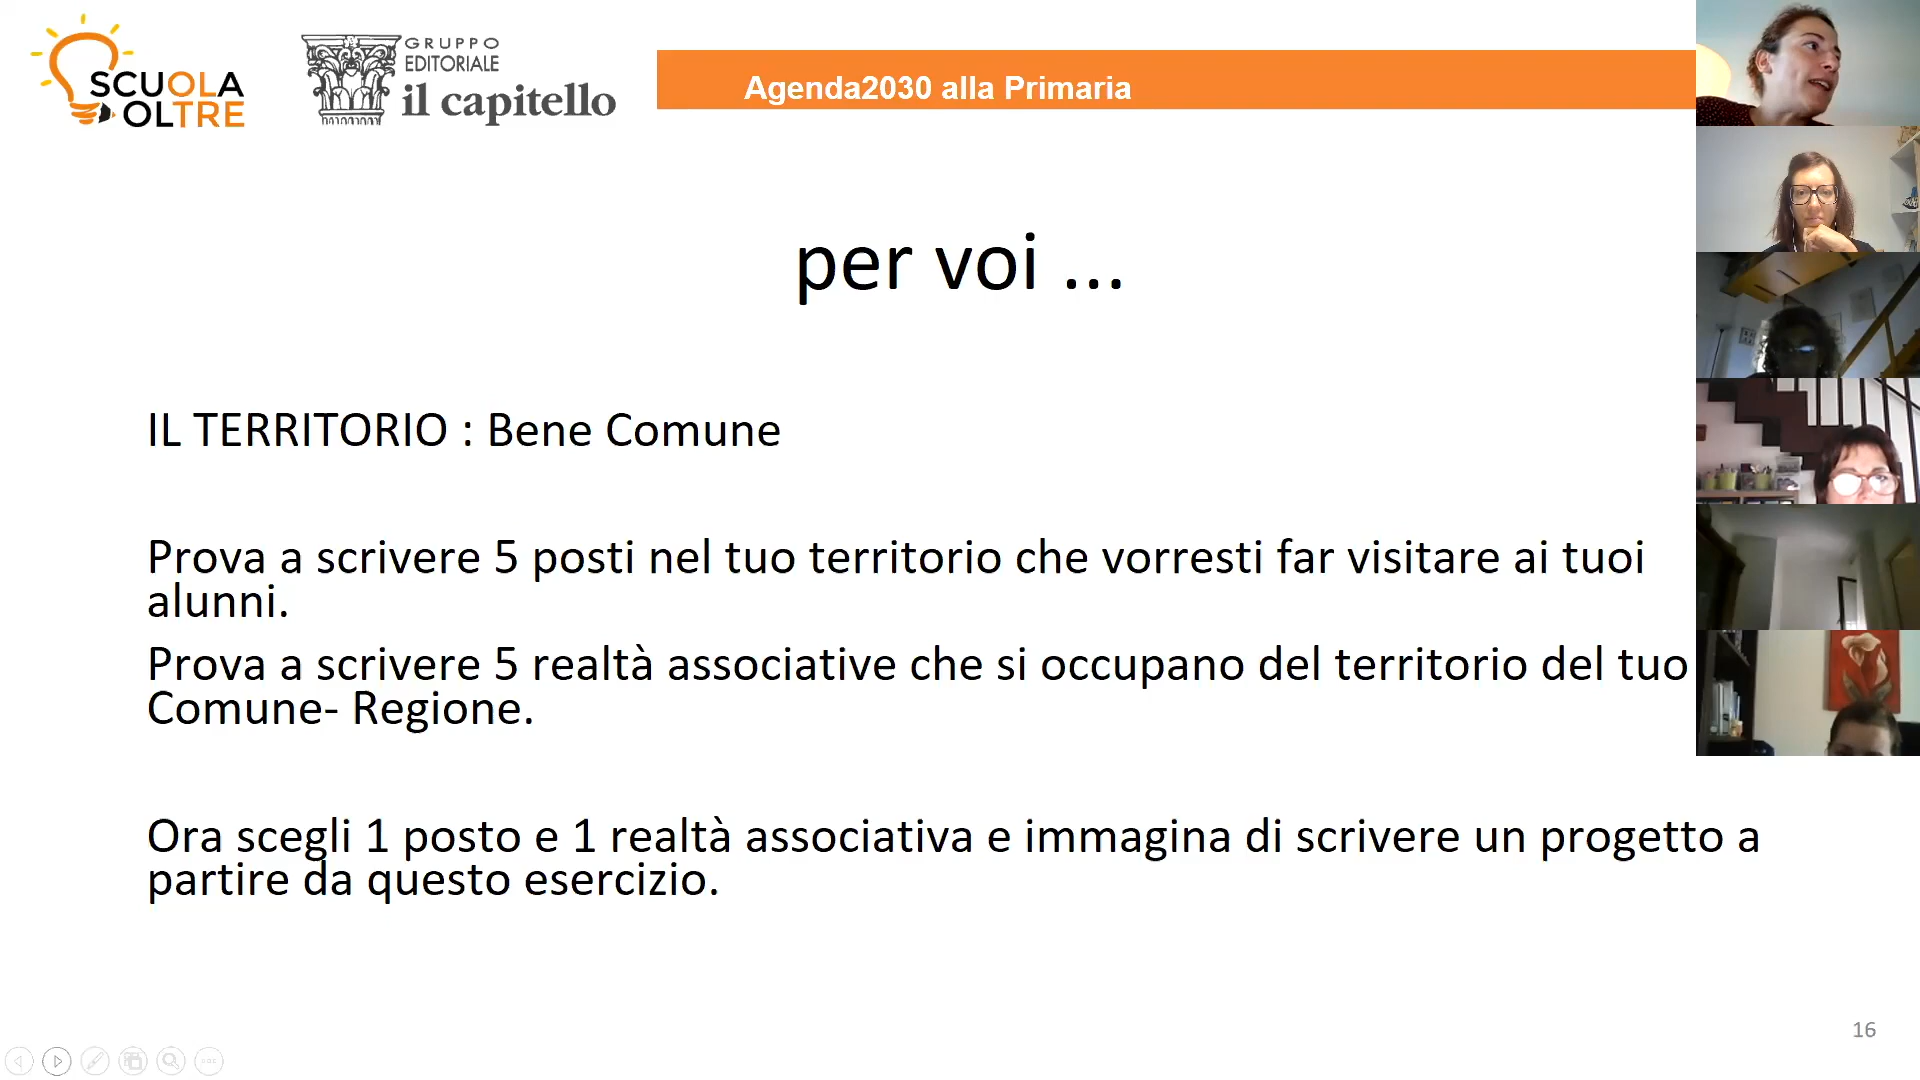 SCUOLA
OLTRE
GRUPPO
EDITORIALE
il capitello
Agenda2030 alla Primaria
per voi ...
IL TERRITORIO : Bene Comune
Prova a scrivere 5 posti nel tuo territorio che vorresti far visitare ai tuoi
alunni.
Prova a scrivere 5 realtà associative che si occupano del territorio del tuo
Comune- Regione.
Ora scegli 1 posto e 1 realtà associativa e immagina di scrivere un progetto a
partire da questo esercizio.
16